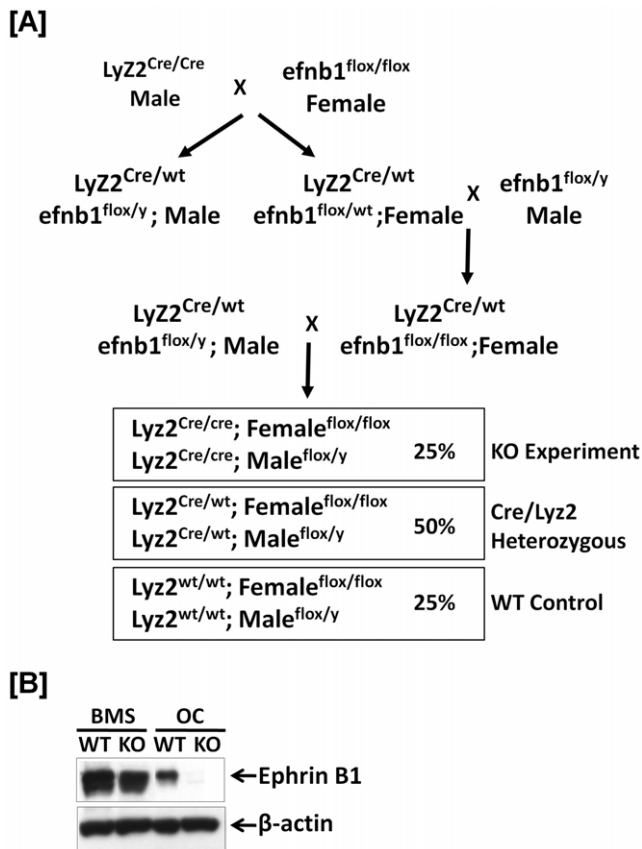 [A]
LyZ2Cre/Cre
Male
X
efnb1flox/flox
Female
LyZ2Cre/wt
efnb1flox/y; Male
LyZ2Cre/wt
efnb1flox/wt;Female
X
efnb1flox/y
Male
LyZ2Cre/wt
efnb1flox/y; Male
X
LyZ2Cre/wt
efnb1flox/flox;Female
Lyz2Cre/cre; Femaleflox/flox
Lyz2Cre/cre; Maleflox/y
25%
KO Experiment
Lyz2Cre/wt; Femaleflox/flox
Lyz2Cre/wt; Maleflox/y
50%
Cre/Lyz2
Heterozygous
Lyz2wt/wt; Femaleflox/flox
Lyz2wt/wt; Maleflox/y
25%
WT Control
[B]
BMS OC
WT KO WT KO
Ephrin B1
β-actin